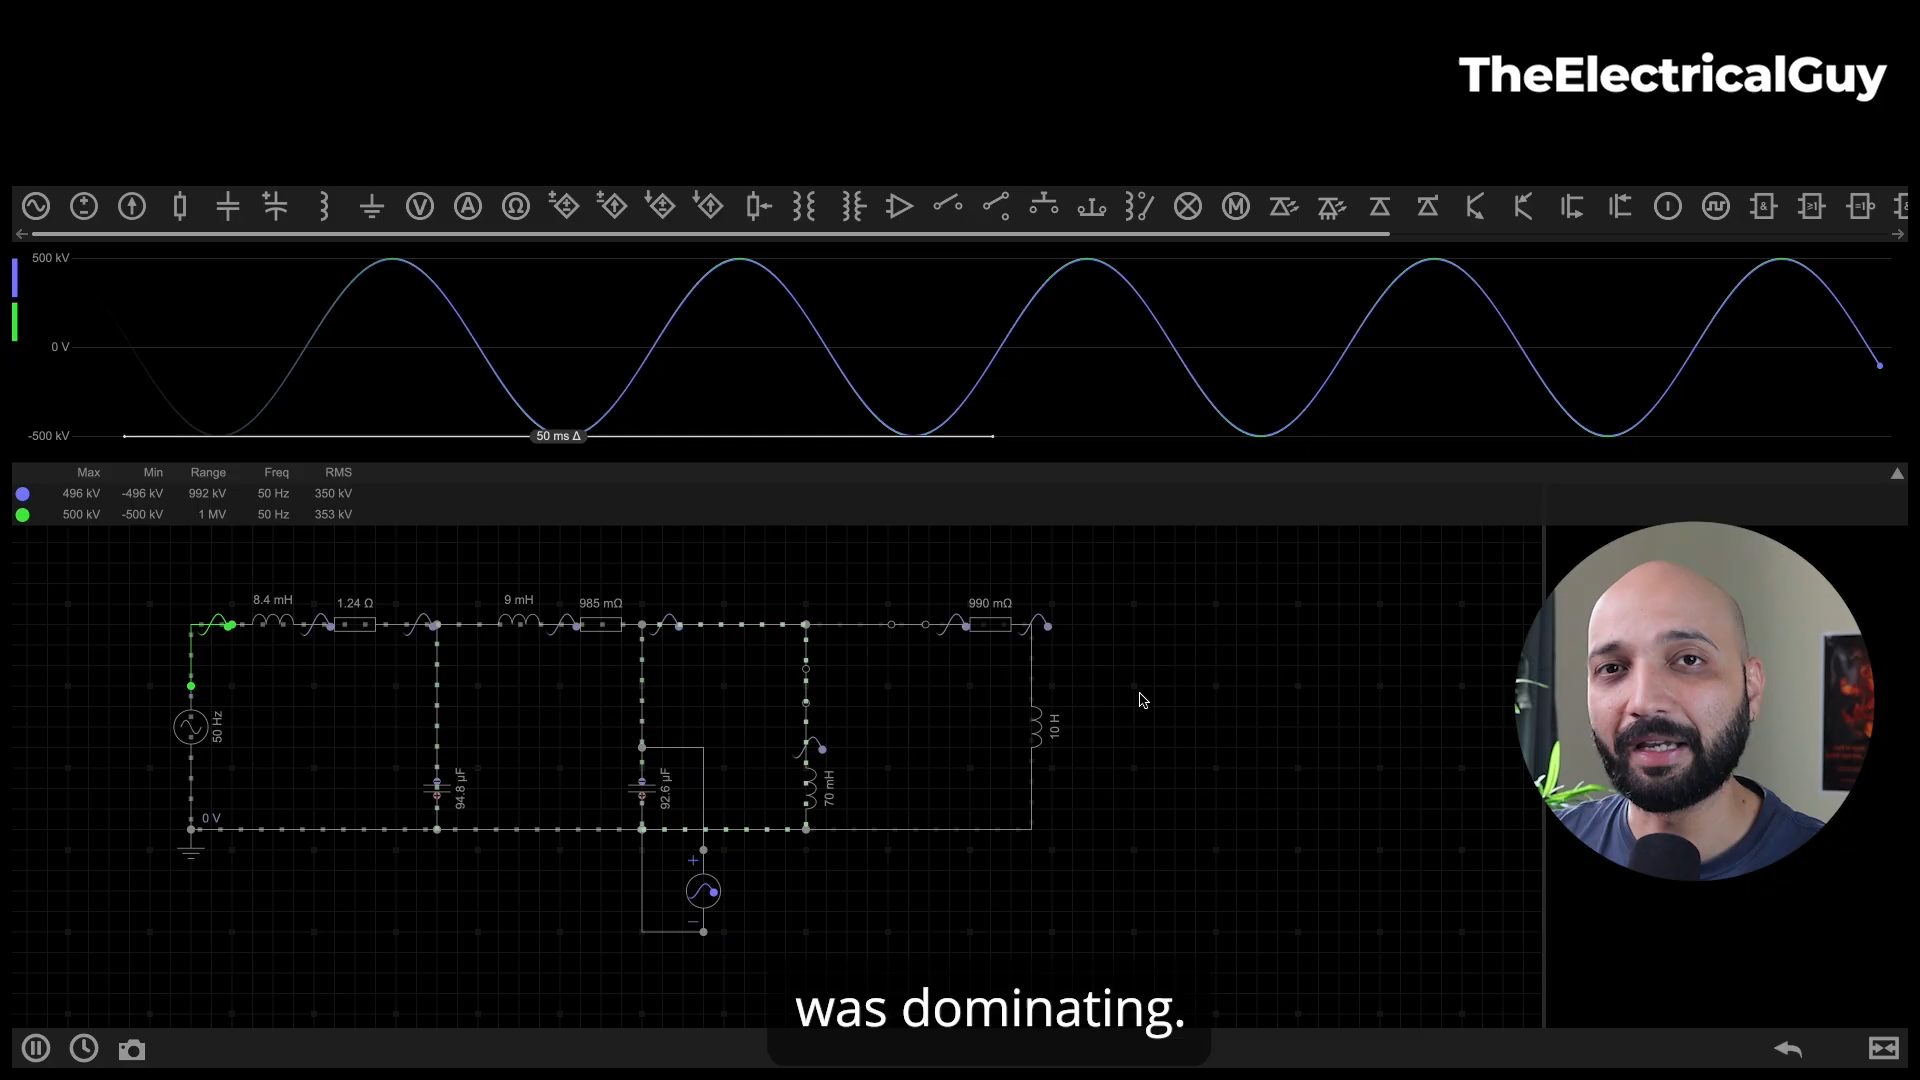 TheElectricalGuy
500 kV
0 V
-500 kV
50 ms Δ
Max Min Range Freq RMS
496 kV -496 kV 992 kV 50 Hz 350 kV
500 kV -500 kV 1 MV 50 Hz 353 kV
8.4 mH
1.24 Ω
9 mH
985 mΩ
990 mΩ
50 Hz
94.8 µF
92.6 µF
70 mH
10 H
0 V
was dominating.